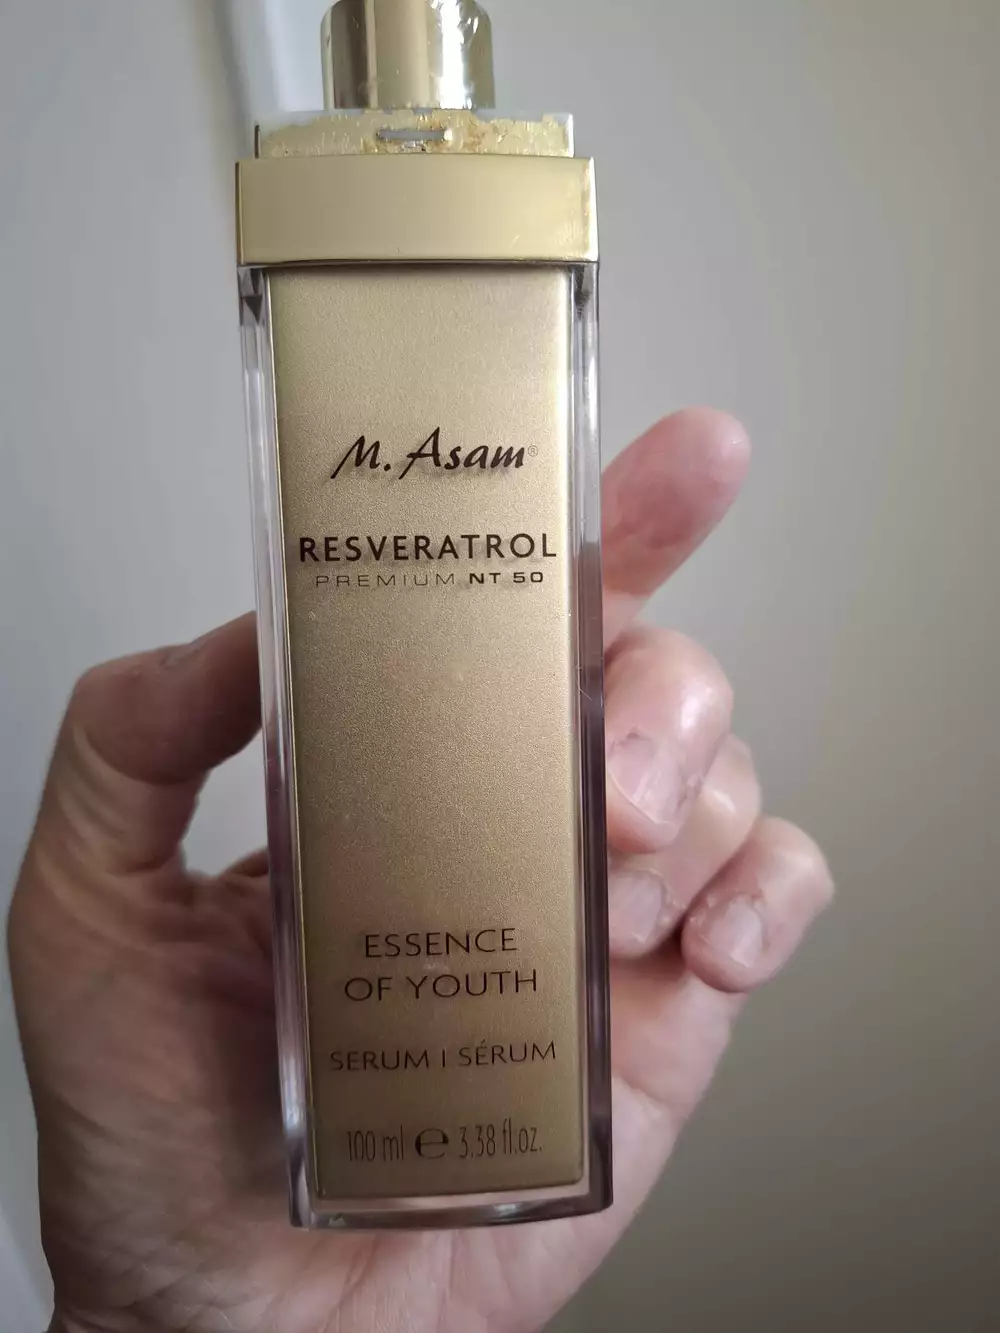 M. Asam®
RESVERATROL
PREMIUM NT 50
ESSENCE
OF YOUTH
SERUM I SÉRUM
100 ml ℮ 3.38 fl.oz.